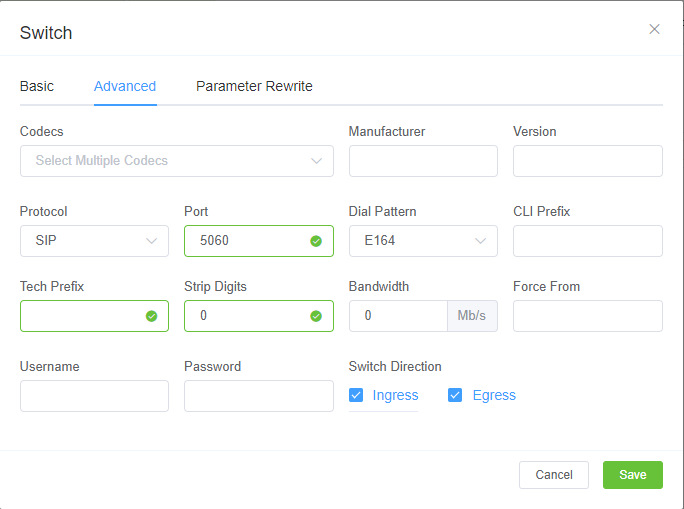 Switch
Basic Advanced Parameter Rewrite
Codecs Manufacturer Version
Select Multiple Codecs
Protocol Port Dial Pattern CLI Prefix
SIP 5060 E164
Tech Prefix Strip Digits Bandwidth Force From
0 0 Mb/s
Username Password Switch Direction
Ingress Egress
Cancel Save